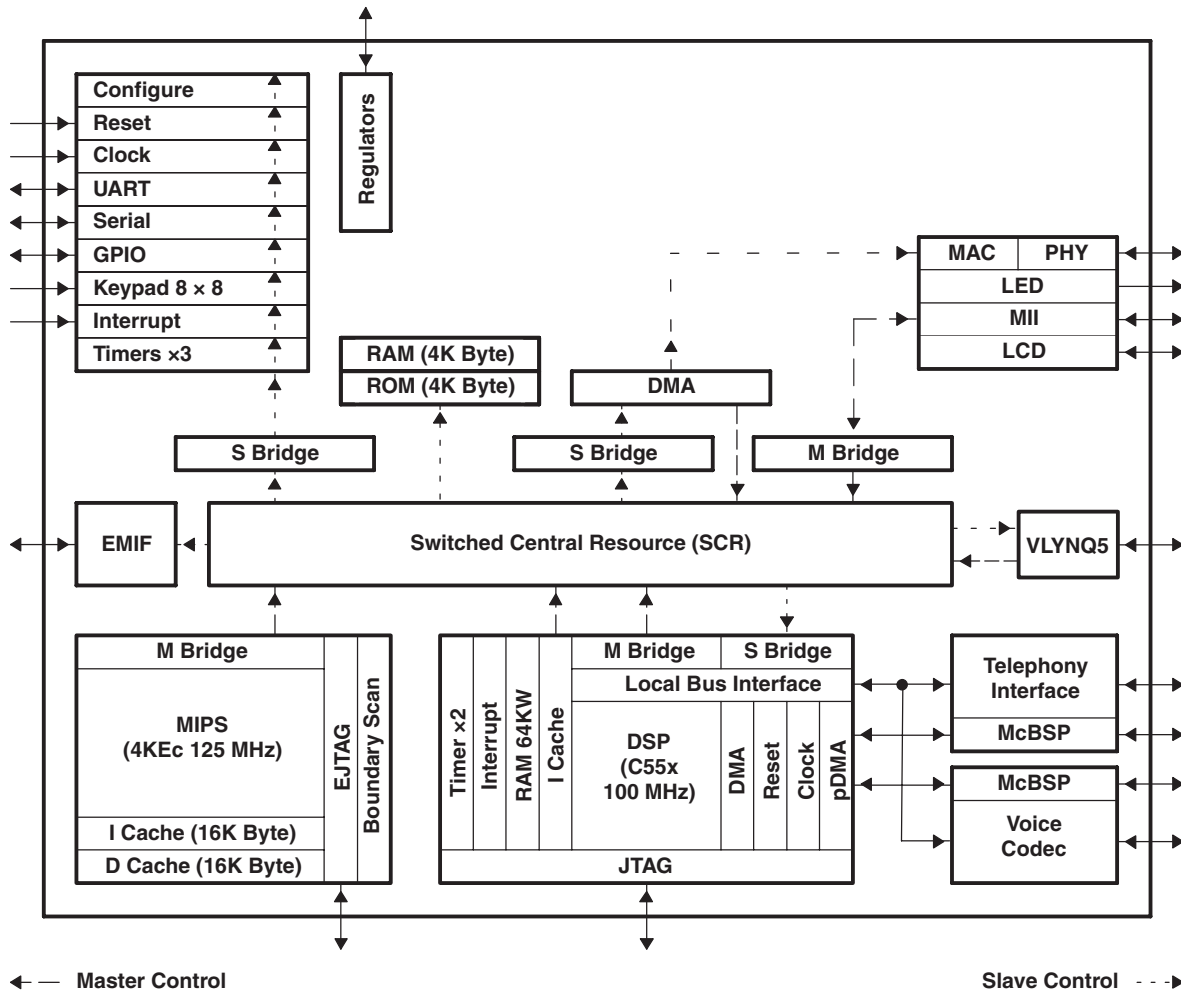 Configure
Reset
Clock
UART
Serial
GPIO
Keypad 8 × 8
Interrupt
Timers ×3
Regulators
MAC PHY
LED
MII
LCD
RAM (4K Byte)
ROM (4K Byte)
DMA
S Bridge
S Bridge
M Bridge
EMIF
Switched Central Resource (SCR)
VLYNQ5
M Bridge
MIPS
(4KEc 125 MHz)
I Cache (16K Byte)
D Cache (16K Byte)
EJTAG
Boundary Scan
Timer ×2
Interrupt
RAM 64KW
I Cache
M Bridge
S Bridge
Local Bus Interface
DSP
(C55x
100 MHz)
DMA
Reset
Clock
pDMA
JTAG
Telephony
Interface
McBSP
McBSP
Voice
Codec
Master Control
Slave Control